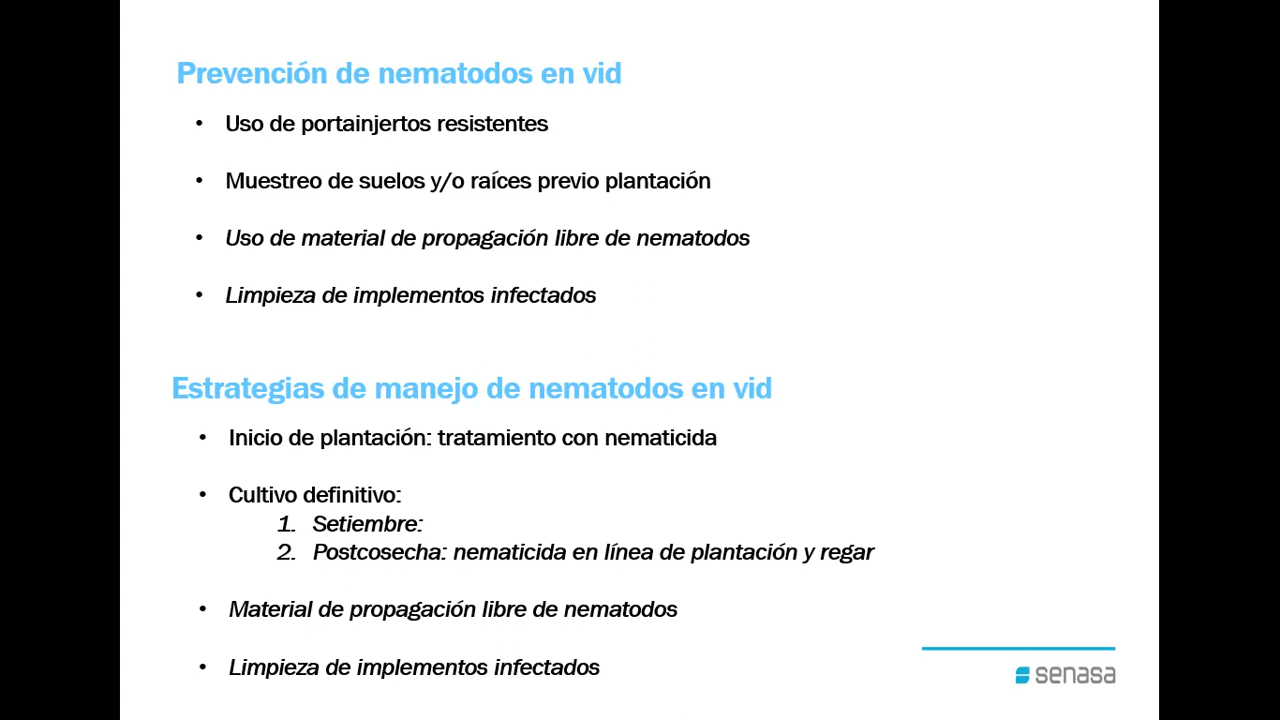 Prevención de nematodos en vid
• Uso de portainjertos resistentes
• Muestreo de suelos y/o raíces previo plantación
• Uso de material de propagación libre de nematodos
• Limpieza de implementos infectados
Estrategias de manejo de nematodos en vid
• Inicio de plantación: tratamiento con nematicida
• Cultivo definitivo:
1. Setiembre:
2. Postcosecha: nematicida en línea de plantación y regar
• Material de propagación libre de nematodos
• Limpieza de implementos infectados
senasa